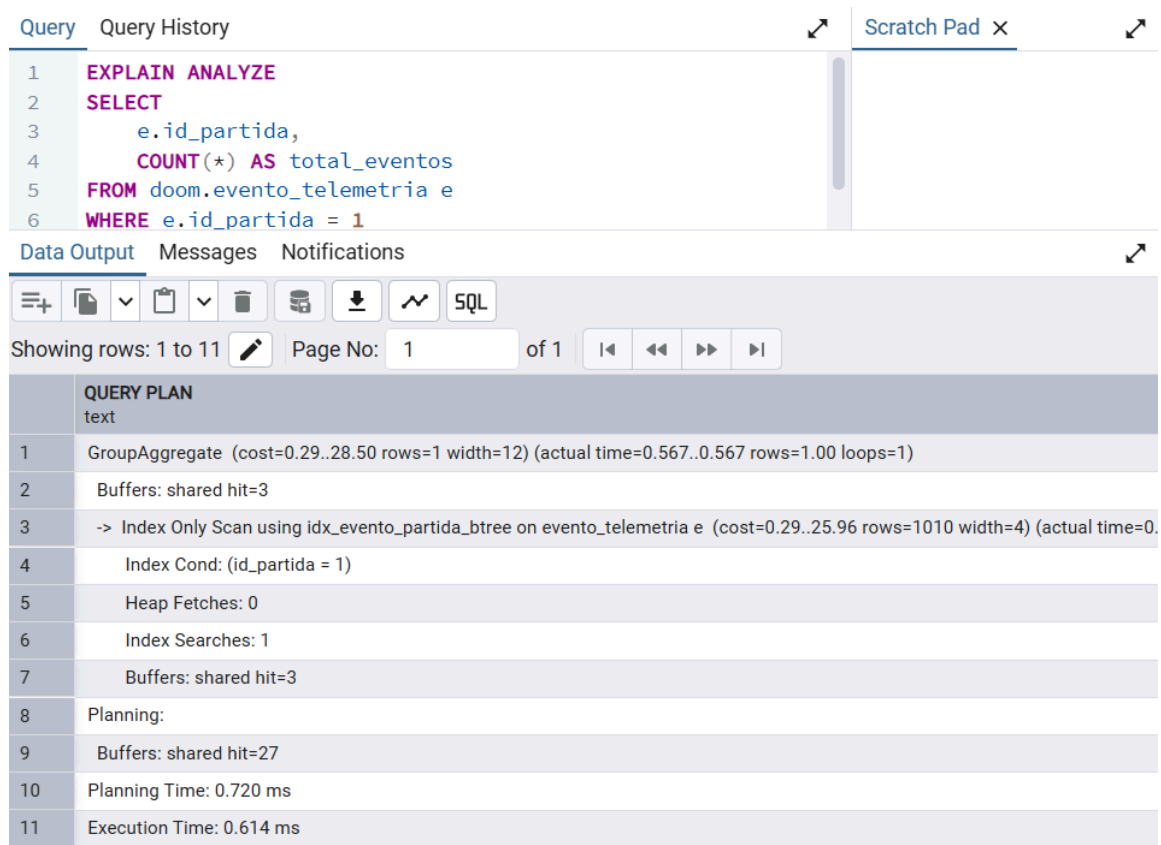 Query Query History
Scratch Pad
1 EXPLAIN ANALYZE
2 SELECT
3 e.id_partida,
4 COUNT(*) AS total_eventos
5 FROM doom.evento_telemetria e
6 WHERE e.id_partida = 1
Data Output Messages Notifications
SQL
Showing rows: 1 to 11 Page No: 1 of 1
QUERY PLAN
text
1 GroupAggregate (cost=0.29..28.50 rows=1 width=12) (actual time=0.567..0.567 rows=1.00 loops=1)
2 Buffers: shared hit=3
3 -> Index Only Scan using idx_evento_partida_btree on evento_telemetria e (cost=0.29..25.96 rows=1010 width=4) (actual time=0.
4 Index Cond: (id_partida = 1)
5 Heap Fetches: 0
6 Index Searches: 1
7 Buffers: shared hit=3
8 Planning:
9 Buffers: shared hit=27
10 Planning Time: 0.720 ms
11 Execution Time: 0.614 ms